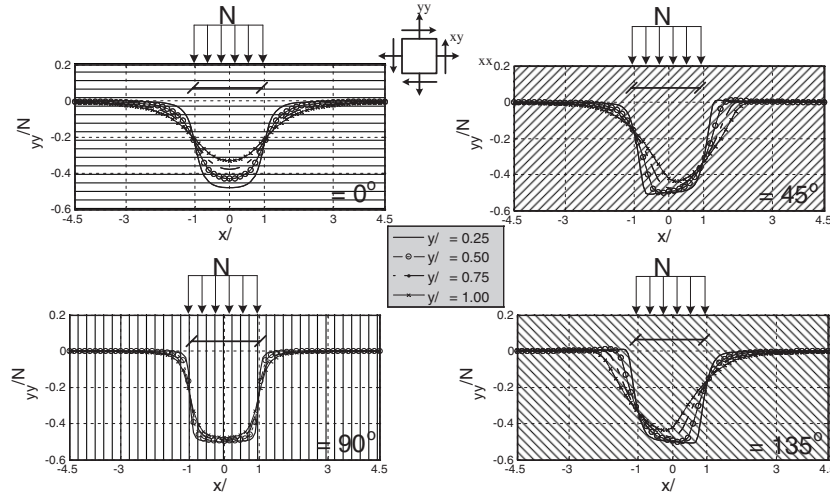 N
0.2
0
-0.2
-0.4
-0.6
yy/N
= 0°
-4.5 -3 -1 0 1 3 4.5
x/
yy
xy
xx
N
0.2
0
-0.2
-0.4
-0.6
yy/N
= 45°
-4.5 -3 -1 0 1 3 4.5
x/
y/ = 0.25
y/ = 0.50
y/ = 0.75
y/ = 1.00
N
0.2
0
-0.2
-0.4
-0.6
yy/N
= 90°
-4.5 -3 -1 0 1 3 4.5
x/
N
0.2
0
-0.2
-0.4
-0.6
yy/N
= 135°
-4.5 -3 -1 0 1 3 4.5
x/